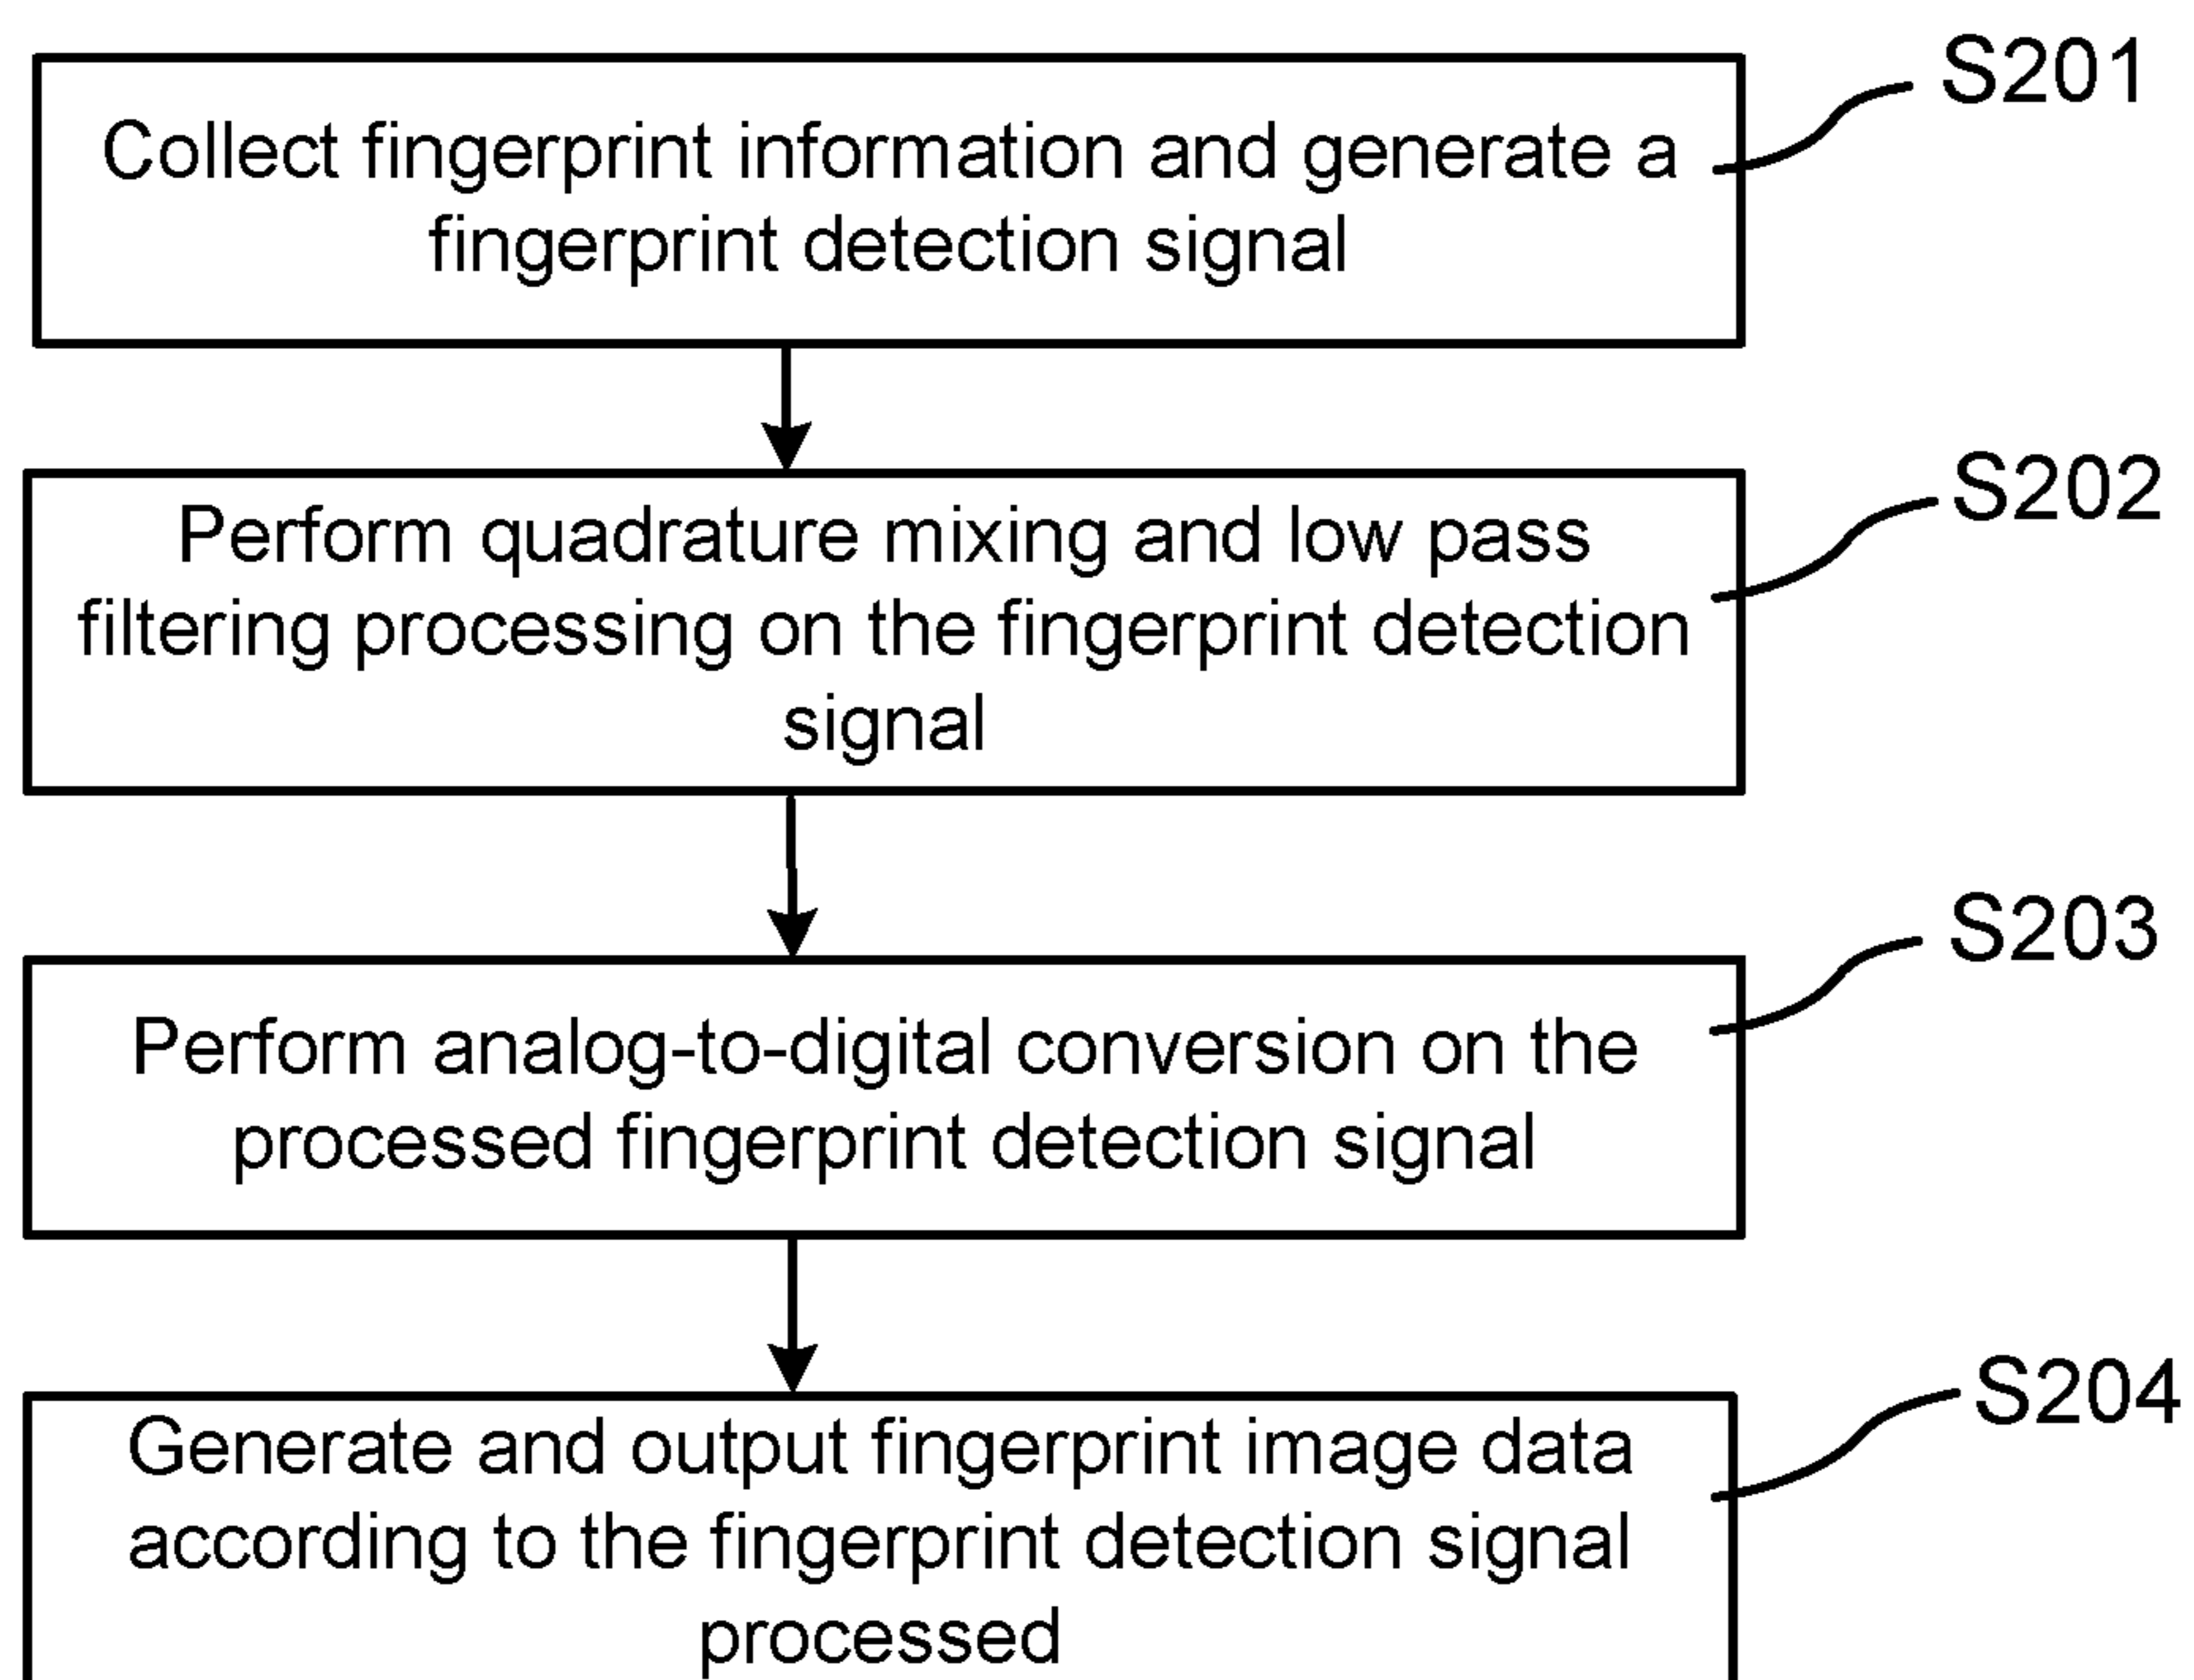 S201
Collect fingerprint information and generate a
fingerprint detection signal
S202
Perform quadrature mixing and low pass
filtering processing on the fingerprint detection
signal
S203
Perform analog-to-digital conversion on the
processed fingerprint detection signal
S204
Generate and output fingerprint image data
according to the fingerprint detection signal
processed